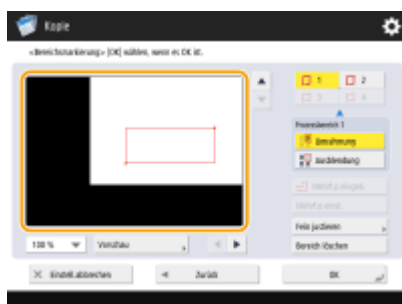 Kopie
<Bereichsmarkierung> [OK] wählen, wenn es OK ist.
1
2
3
4
Prozessbereich 1
Umrahmung
Ausblendung
Fein justieren
100 %
Vorschau
Bereich löschen
Einstell. abbrechen
Zurück
OK